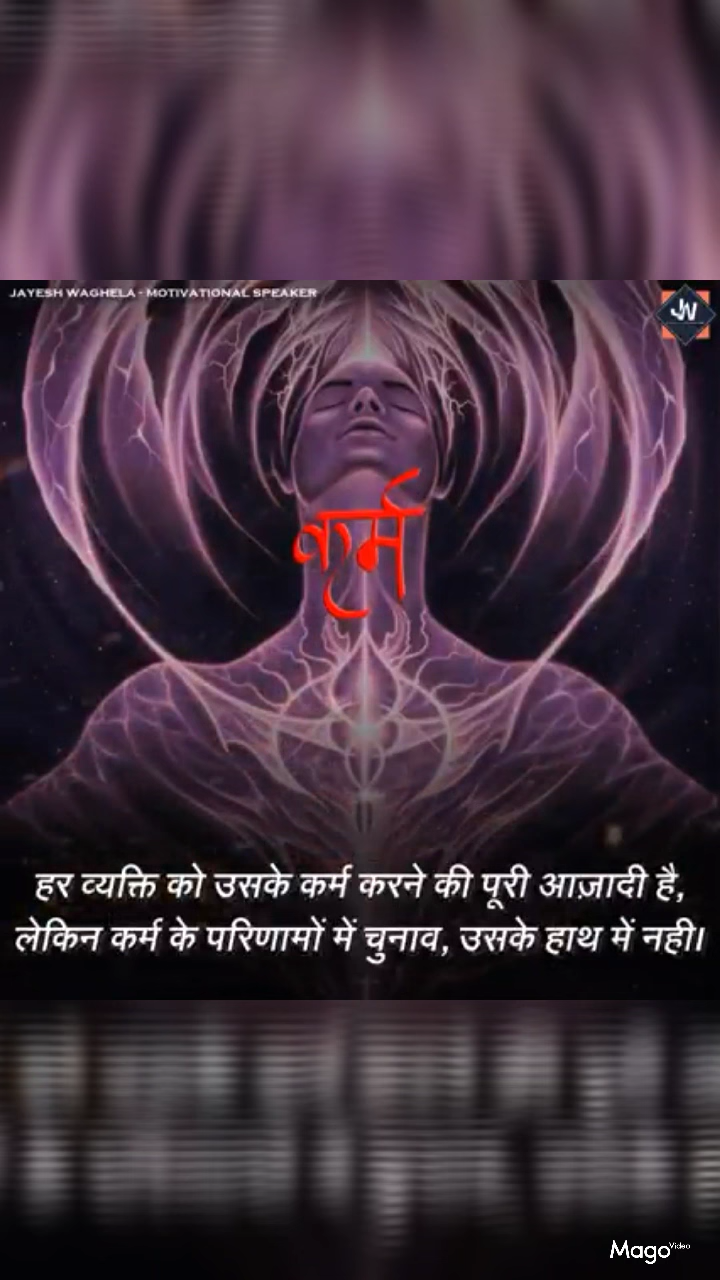 JAYESH WAGHELA - MOTIVATIONAL SPEAKER
JW
कर्म
हर व्यक्ति को उसके कर्म करने की पूरी आज़ादी है,
लेकिन कर्म के परिणामों में चुनाव, उसके हाथ में नही।
Mago Video